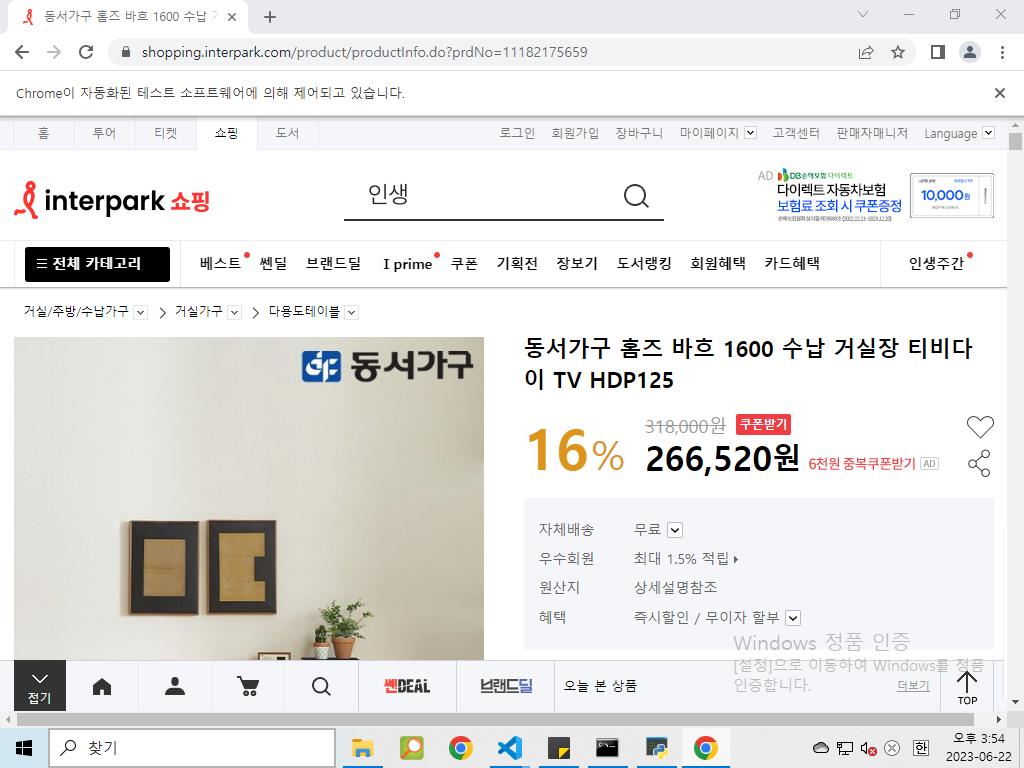 동서가구 홈즈 바흐 1600 수납
shopping.interpark.com/product/productInfo.do?prdNo=11182175659
Chrome이 자동화된 테스트 소프트웨어에 의해 제어되고 있습니다.
홈 투어 티켓 쇼핑 도서 로그인 회원가입 장바구니 마이페이지 고객센터 판매자매니저 Language
AD DB손해보험 다이렉트
다이렉트 자동차보험
보험료 조회 시 쿠폰증정
10,000원
interpark 쇼핑
인생
전체 카테고리 베스트 쎈딜 브랜드딜 I prime 쿠폰 기획전 장보기 도서랭킹 회원혜택 카드혜택 인생주간
거실/주방/수납가구 거실가구 다용도테이블
동서가구
동서가구 홈즈 바흐 1600 수납 거실장 티비다
이 TV HDP125
16% 318,000원 쿠폰받기
266,520원 6천원 중복쿠폰받기 AD
자체배송 무료
우수회원 최대 1.5% 적립
원산지 상세설명참조
혜택 즉시할인 / 무이자 할부
Windows 정품 인증
[설정]으로 이동하여 Windows를 정품
인증합니다.
접기 쎈DEAL 브랜드딜 오늘 본 상품 더보기 TOP
찾기
한
오후 3:54
2023-06-22